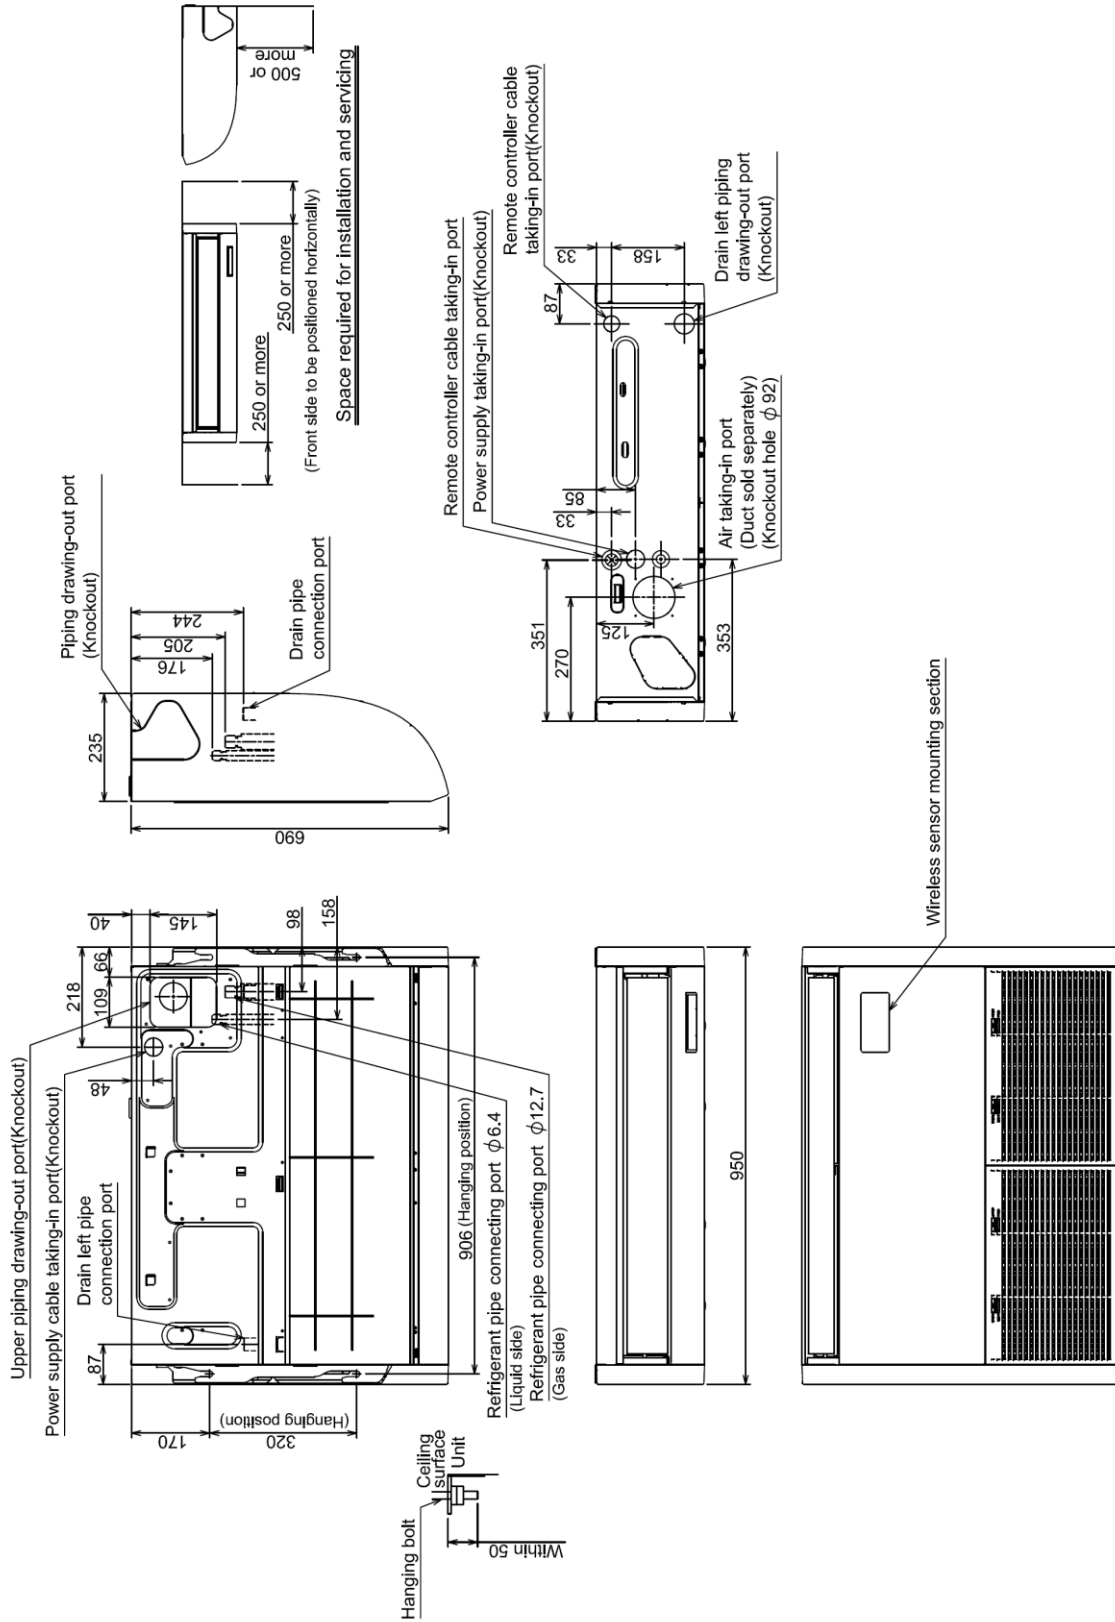 Upper piping drawing-out port(Knockout)
Power supply cable taking-in port(Knockout)
Drain left pipe
connection port
87
48
218
109
66
40
145
98
158
170
320
(Hanging position)
906 (Hanging position)
Refrigerant pipe connecting port ϕ6.4
(Liquid side)
Refrigerant pipe connecting port ϕ12.7
(Gas side)
Hanging bolt
Ceiling
surface
Unit
Within 50
235
690
Piping drawing-out port
(Knockout)
176
205
244
Drain pipe
connection port
250 or more
250 or more
(Front side to be positioned horizontally)
500 or
more
Space required for installation and servicing
Remote controller cable taking-in port
Power supply taking-in port(Knockout)
Remote controller cable
taking-in port(Knockout)
Drain left piping
drawing-out port
(Knockout)
351
270
125
33
85
87
33
158
353
Air taking-in port
(Duct sold separately)
(Knockout hole ϕ92)
950
Wireless sensor mounting section